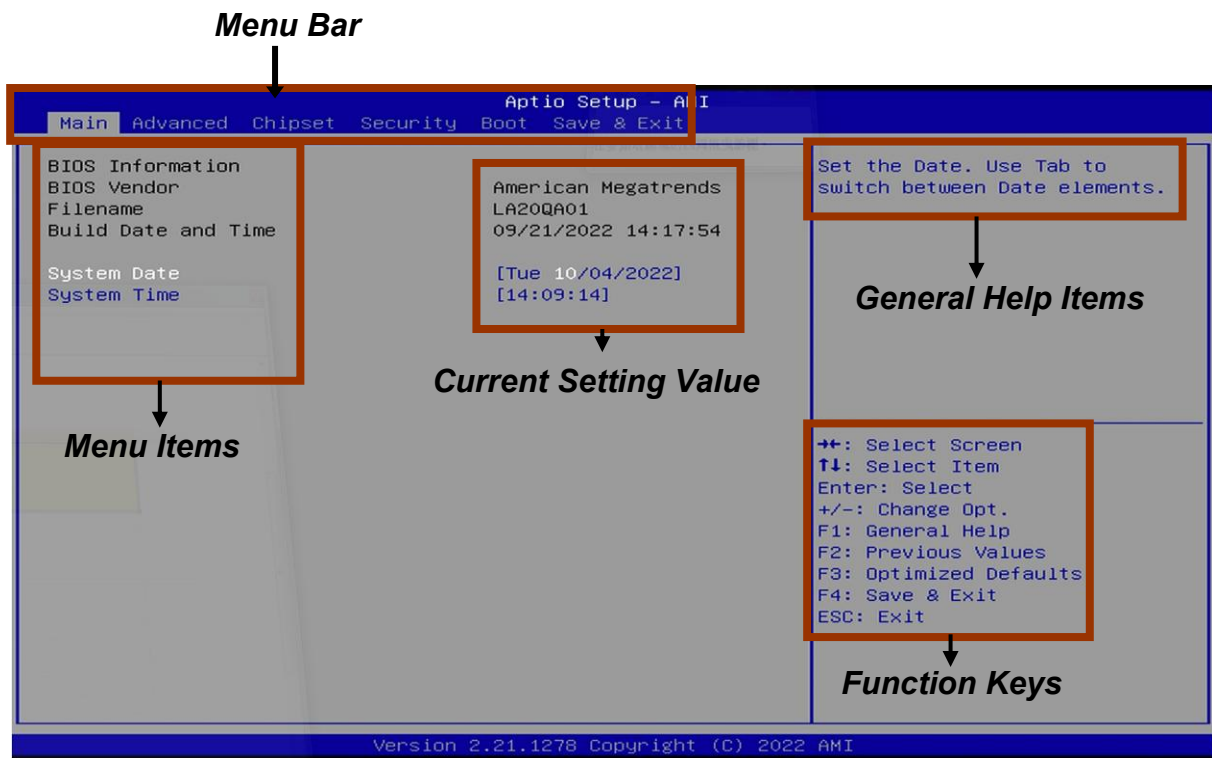 Menu Bar
Aptio Setup – AMI
Main Advanced Chipset Security Boot Save & Exit
BIOS Information
BIOS Vendor American Megatrends
Filename LA20QA01
Build Date and Time 09/21/2022 14:17:54
System Date [Tue 10/04/2022]
System Time [14:09:14]
Set the Date. Use Tab to
switch between Date elements.
General Help Items
Current Setting Value
Menu Items
→←: Select Screen
↑↓: Select Item
Enter: Select
+/-: Change Opt.
F1: General Help
F2: Previous Values
F3: Optimized Defaults
F4: Save & Exit
ESC: Exit
Function Keys
Version 2.21.1278 Copyright (C) 2022 AMI